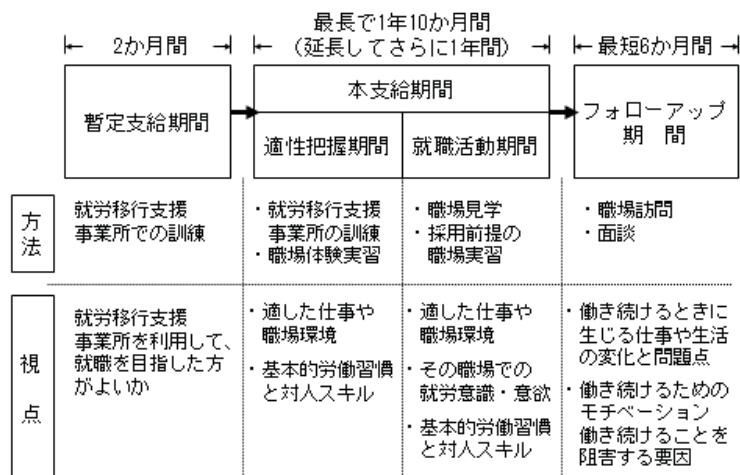 最長で1年10か月間
2か月間
(延長してさらに1年間)
最短6か月間
暫定支給期間
本支給期間
フォローアップ
期 間
適性把握期間
就職活動期間
方法
就労移行支援
事業所での訓練
・就労移行支援
事業所の訓練
・職場体験実習
・職場見学
・採用前提の
職場実習
・職場訪問
・面談
視点
就労移行支援
事業所を利用して、
就職を目指した方
がよいか
・適した仕事や
職場環境
・基本的労働習慣
と対人スキル
・適した仕事や
職場環境
・その職場での
就労意識・意欲
・基本的労働習慣
と対人スキル
・働き続けるときに
生じる仕事や生活
の変化と問題点
・働き続けるための
モチベーション
働き続けることを
阻害する要因